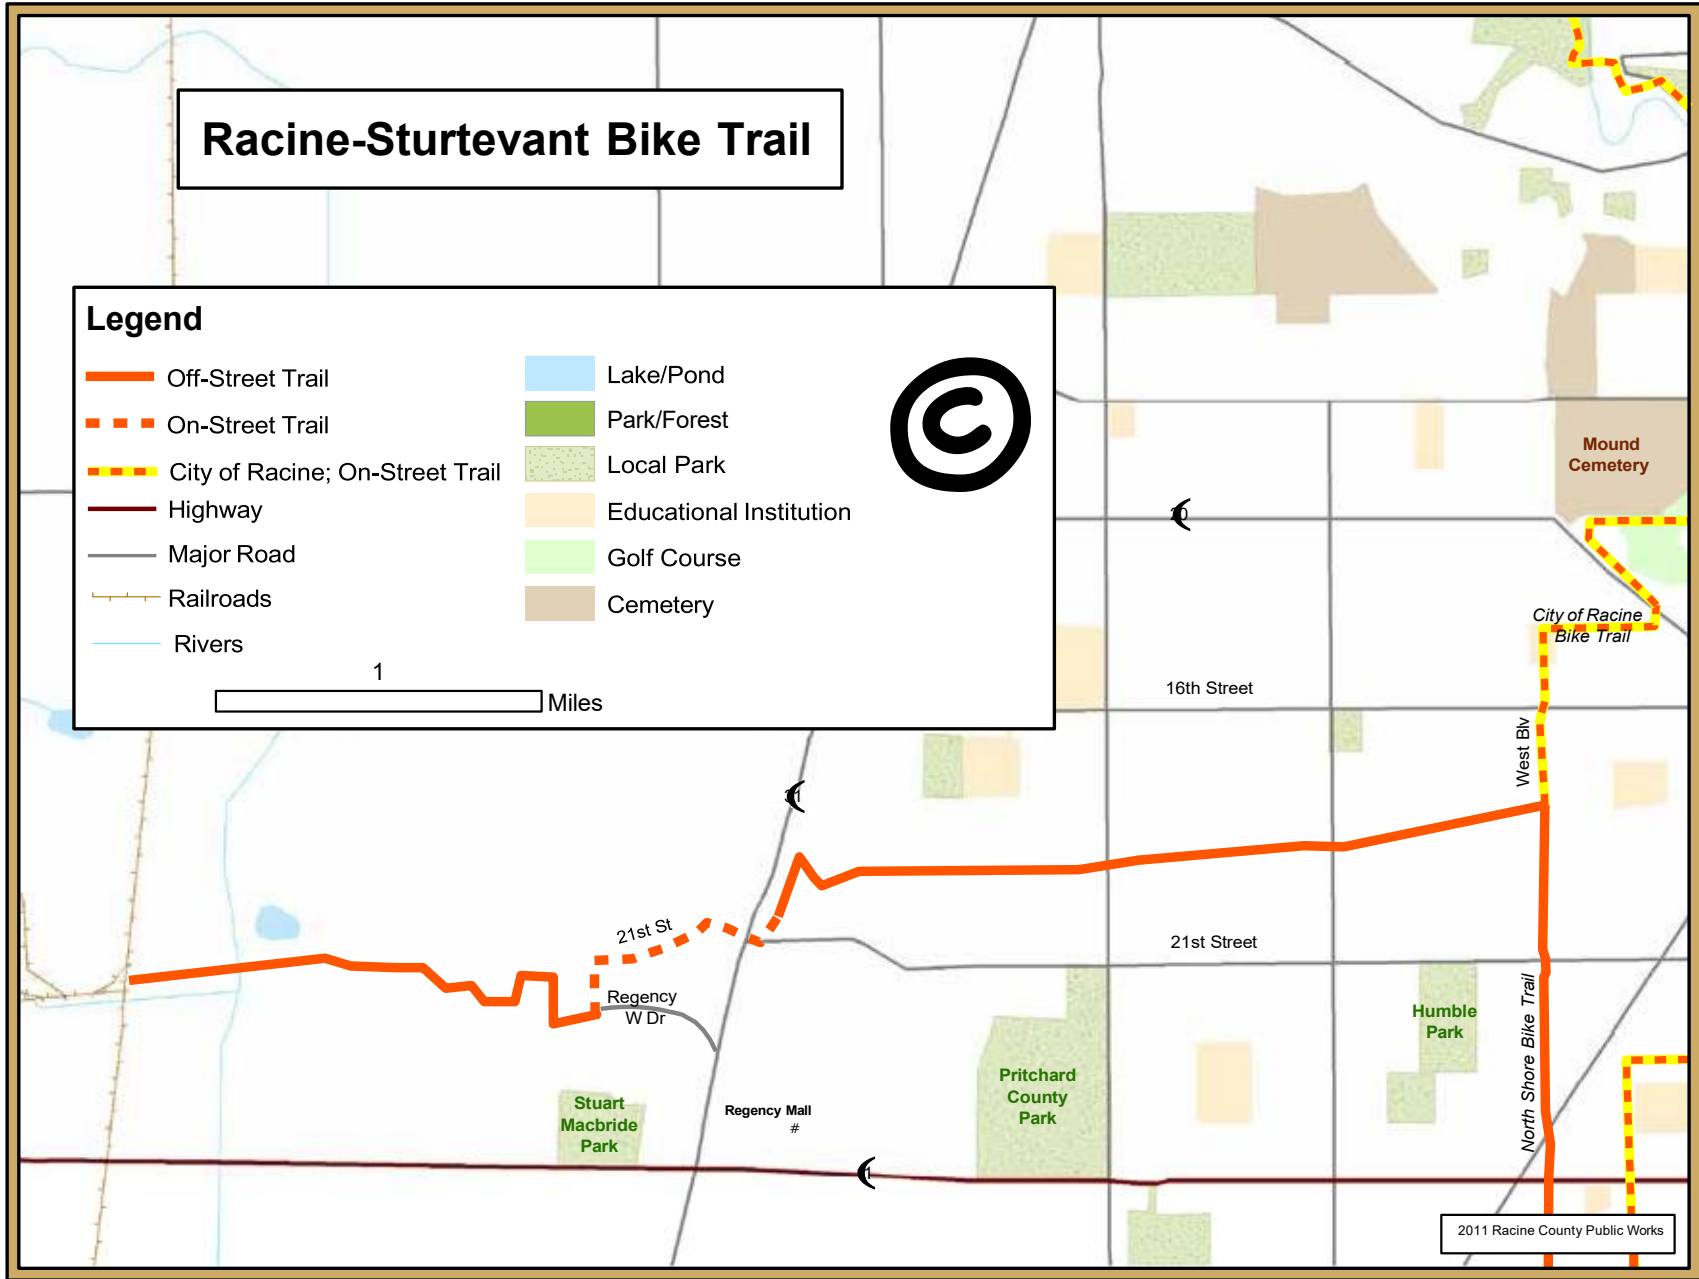 Racine-Sturtevant Bike Trail
Legend
Off-Street Trail
On-Street Trail
City of Racine; On-Street Trail
Highway
Major Road
Railroads
Rivers
Lake/Pond
Park/Forest
Local Park
Educational Institution
Golf Course
Cemetery
1
Miles
©
Mound
Cemetery
20
City of Racine
Bike Trail
16th Street
West Blv
31
21st St
21st Street
Regency
W Dr
Humble
Park
North Shore Bike Trail
Pritchard
County
Park
Stuart
Macbride
Park
Regency Mall
#
2011 Racine County Public Works